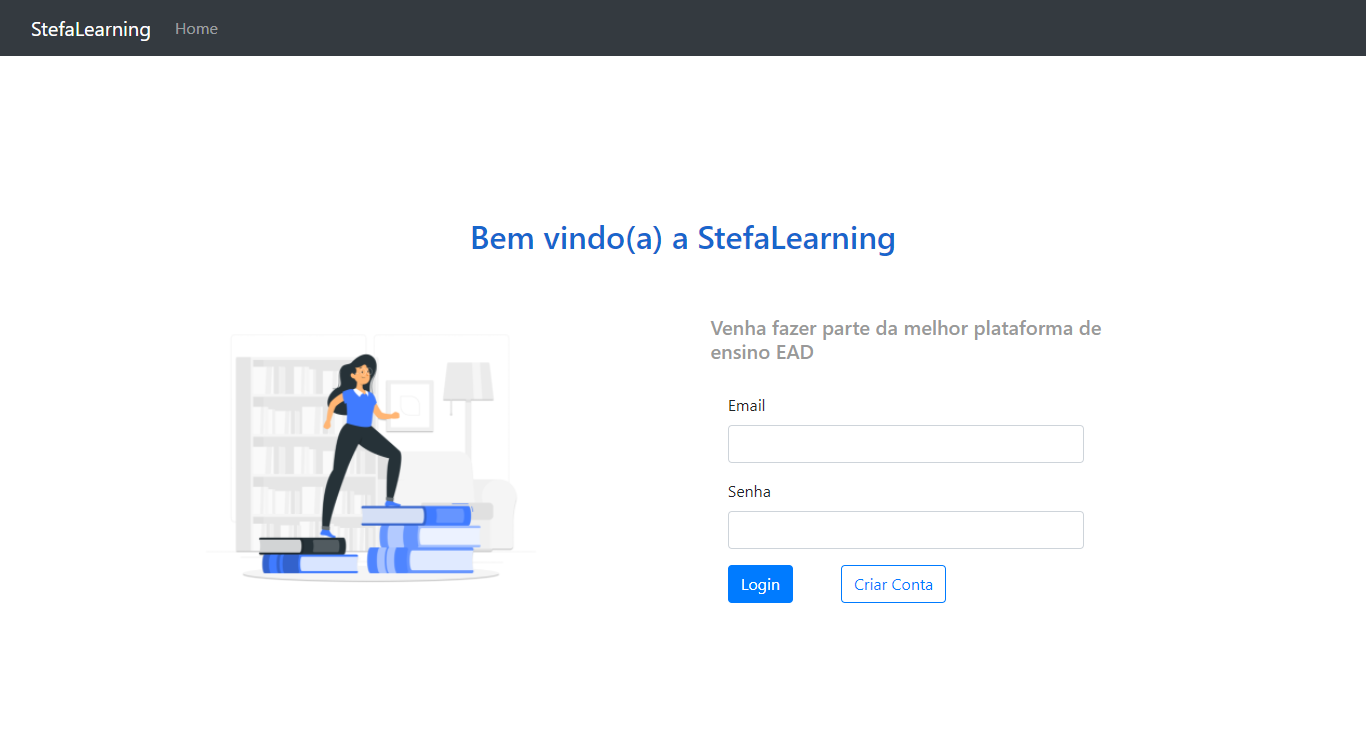 StefaLearning Home
Bem vindo(a) a StefaLearning
Venha fazer parte da melhor plataforma de
ensino EAD
Email
Senha
Login Criar Conta